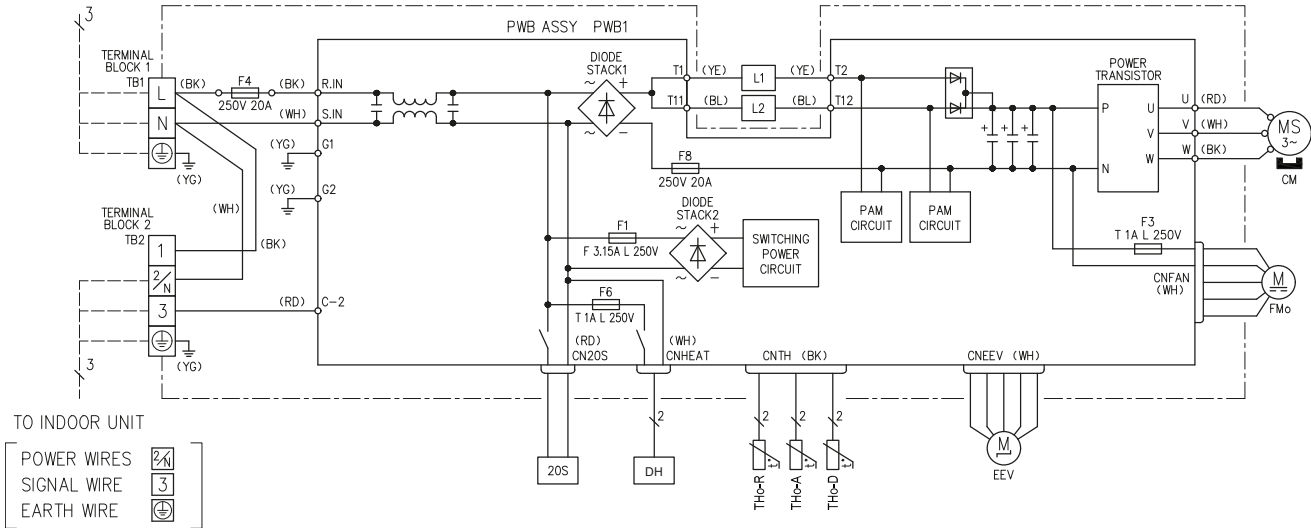 3
PWB ASSY PWB1
TERMINAL
BLOCK 1
TB1
L
N
(BK)
F4
250V 20A
(BK)
R.IN
(WH)
S.IN
(YG)
G1
(YG)
G2
(YG)
(WH)
(BK)
DIODE
STACK1
~
+
~
−
T1
(YE)
L1
(YE)
T2
T11
(BL)
L2
(BL)
T12
F8
250V 20A
+
+
+
POWER
TRANSISTOR
P
N
U
V
W
U
(RD)
V
(WH)
W
(BK)
MS
3~
CM
PAM
CIRCUIT
PAM
CIRCUIT
F3
T 1A L 250V
CNFAN
(WH)
M
FMo
TERMINAL
BLOCK 2
TB2
1
2/N
3
(RD)
C-2
(YG)
3
DIODE
STACK2
F1
F 3.15A L 250V
~
+
~
−
SWITCHING
POWER
CIRCUIT
F6
T 1A L 250V
(RD)
CN20S
(WH)
CNHEAT
CNTH (BK)
CNEEV (WH)
2
2
2
2
20S
DH
THo-R
t°
THo-A
t°
THo-D
t°
M
EEV
TO INDOOR UNIT
POWER WIRES 2/N
SIGNAL WIRE 3
EARTH WIRE